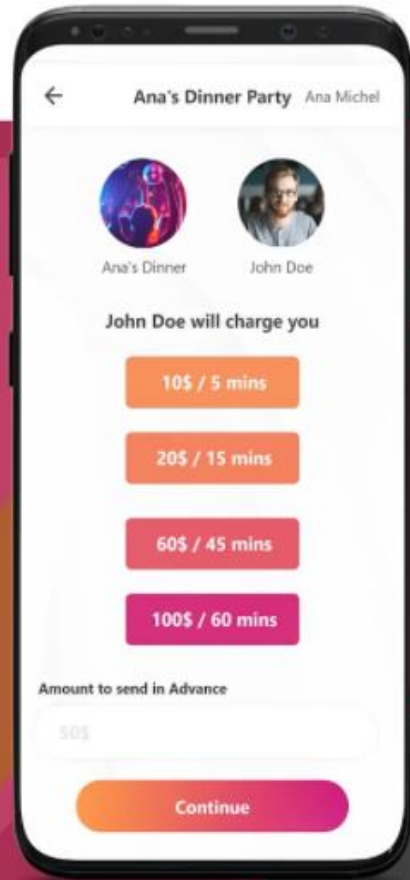 Ana's Dinner Party Ana Michel
Ana's Dinner John Doe
John Doe will charge you
10$ / 5 mins
20$ / 15 mins
60$ / 45 mins
100$ / 60 mins
Amount to send in Advance
50$
Continue